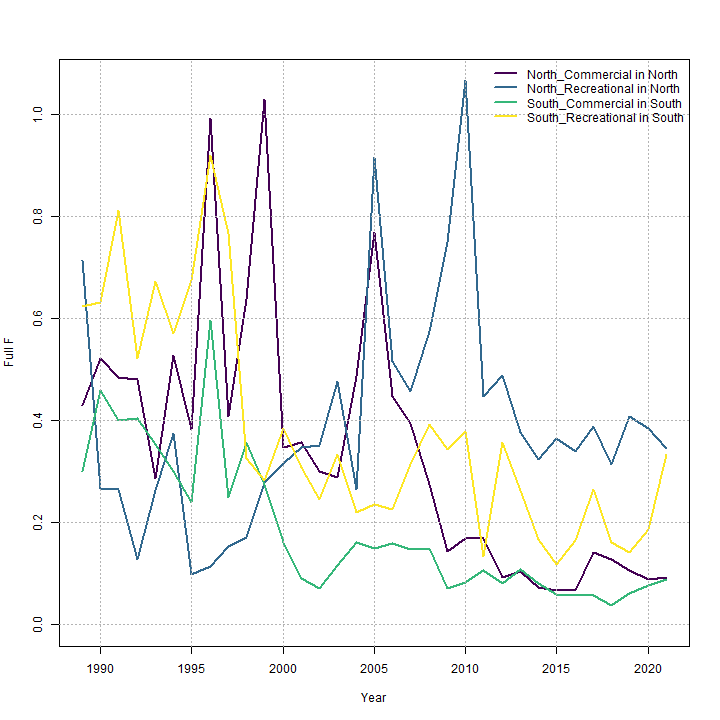 North_Commercial in North
North_Recreational in North
South_Commercial in South
South_Recreational in South
Full F
1.0
0.8
0.6
0.4
0.2
0.0
1990 1995 2000 2005 2010 2015 2020
Year